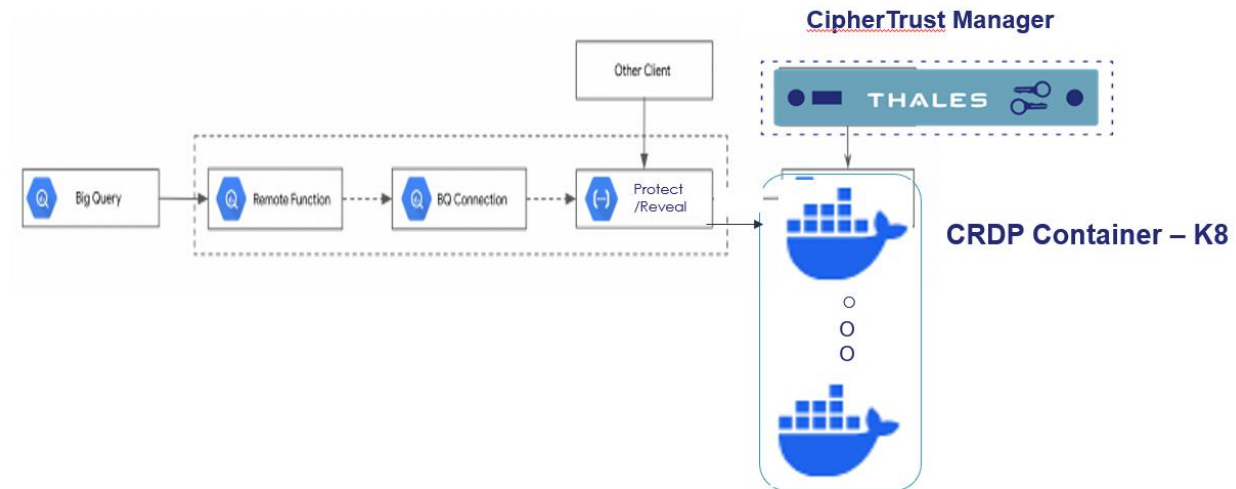 CipherTrust Manager
Other Client
THALES
Big Query
Remote Function
BQ Connection
Protect
/Reveal
CRDP Container – K8
O
O
O